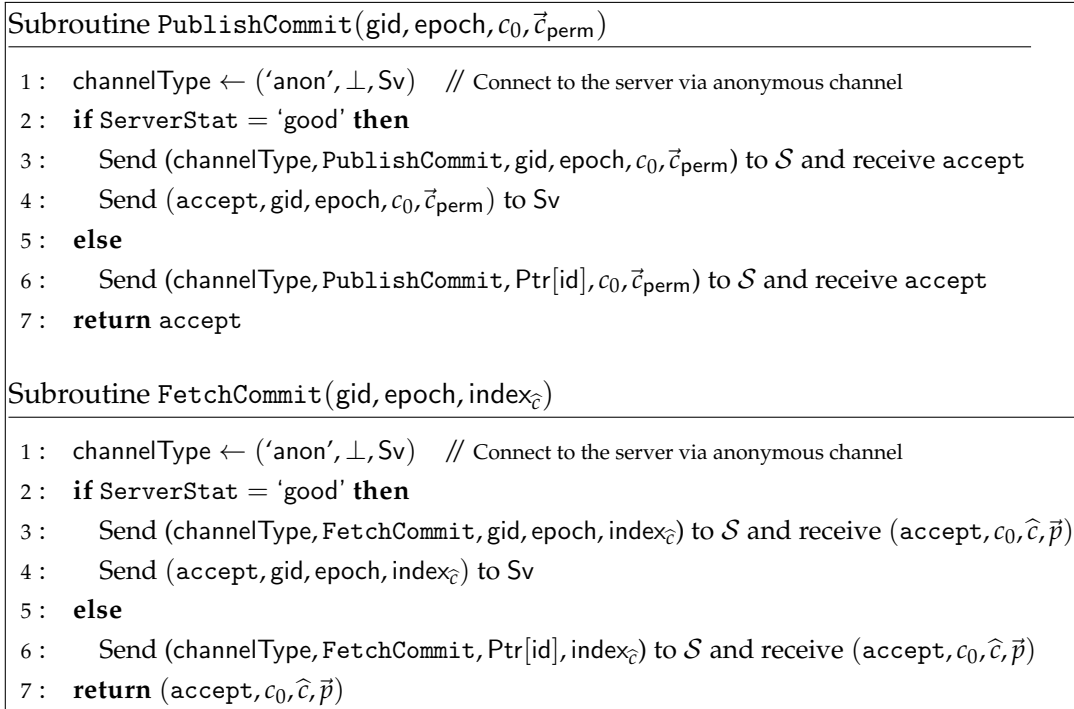 Subroutine PublishCommit(gid, epoch, c₀, c⃗_perm)
1 : channelType ← (‘anon’, ⊥, Sv) // Connect to the server via anonymous channel
2 : if ServerStat = ‘good’ then
3 : Send (channelType, PublishCommit, gid, epoch, c₀, c⃗_perm) to 𝒮 and receive accept
4 : Send (accept, gid, epoch, c₀, c⃗_perm) to Sv
5 : else
6 : Send (channelType, PublishCommit, Ptr[id], c₀, c⃗_perm) to 𝒮 and receive accept
7 : return accept
Subroutine FetchCommit(gid, epoch, index_ĉ)
1 : channelType ← (‘anon’, ⊥, Sv) // Connect to the server via anonymous channel
2 : if ServerStat = ‘good’ then
3 : Send (channelType, FetchCommit, gid, epoch, index_ĉ) to 𝒮 and receive (accept, c₀, ĉ, p⃗)
4 : Send (accept, gid, epoch, index_ĉ) to Sv
5 : else
6 : Send (channelType, FetchCommit, Ptr[id], index_ĉ) to 𝒮 and receive (accept, c₀, ĉ, p⃗)
7 : return (accept, c₀, ĉ, p⃗)